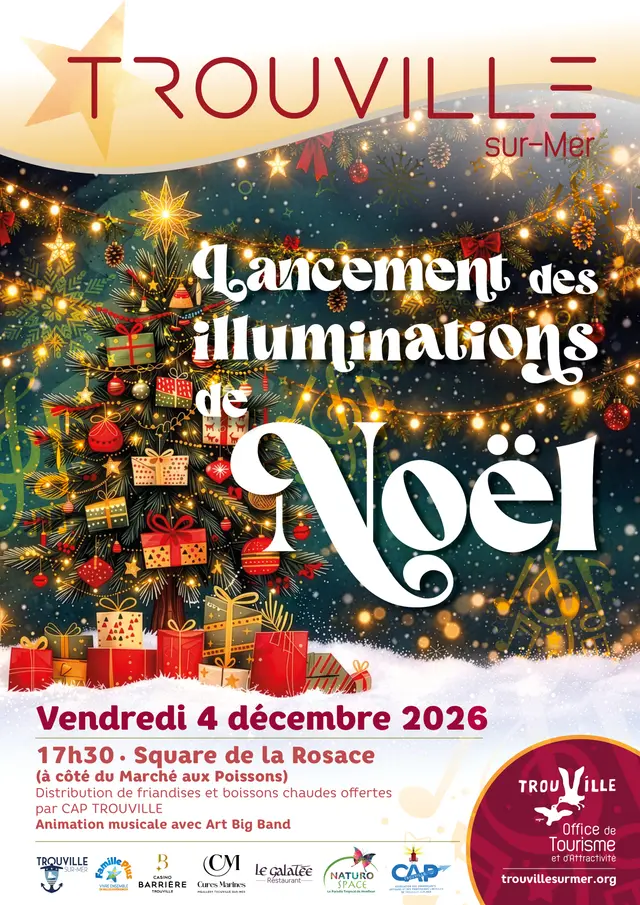 TROUVILLE
sur-Mer
Lancement des
illuminations
de
Noël
Vendredi 4 décembre 2026
17h30 • Square de la Rosace
(à côté du Marché aux Poissons)
Distribution de friandises et boissons chaudes offertes
par CAP TROUVILLE
Animation musicale avec Art Big Band
TROUVILLE
Office de
Tourisme
et d'Attractivité
trouvillesurmer.org
TROUVILLE
SUR-MER
Famille Plus
B
CASINO
BARRIÈRE
TROUVILLE
CM
Cures Marines
Le galatée
Restaurant
NATURO
SPACE
CAP